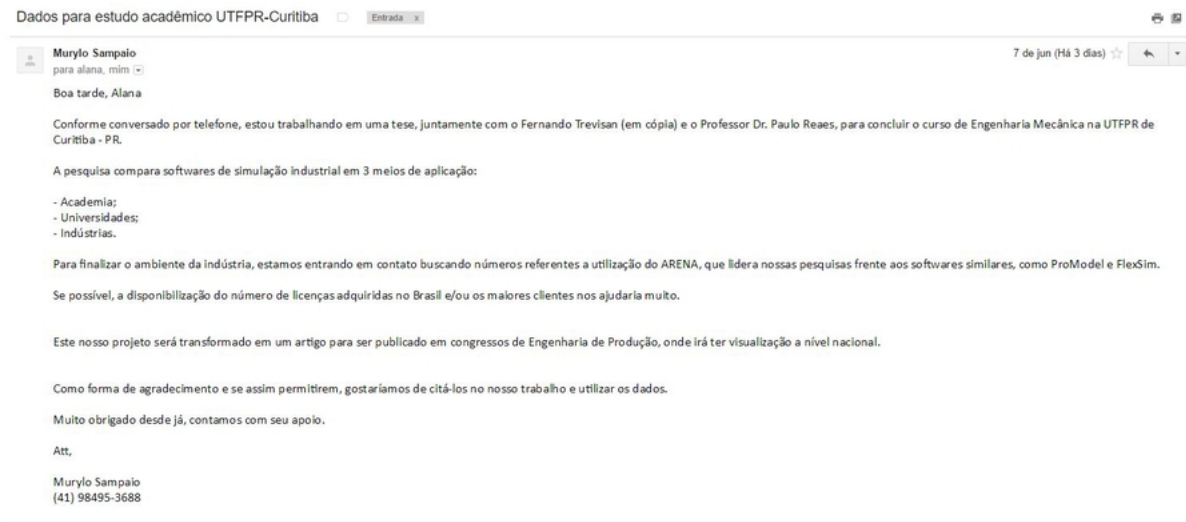 Dados para estudo acadêmico UTFPR-Curitiba Entrada x
Murylo Sampaio 7 de jun (Há 3 dias)
para alana, mim
Boa tarde, Alana
Conforme conversado por telefone, estou trabalhando em uma tese, juntamente com o Fernando Trevisan (em cópia) e o Professor Dr. Paulo Reaes, para concluir o curso de Engenharia Mecânica na UTFPR de
Curitiba - PR.
A pesquisa compara softwares de simulação industrial em 3 meios de aplicação:
- Academia;
- Universidades;
- Indústrias.
Para finalizar o ambiente da indústria, estamos entrando em contato buscando números referentes a utilização do ARENA, que lidera nossas pesquisas frente aos softwares similares, como ProModel e FlexSim.
Se possível, a disponibilização do número de licenças adquiridas no Brasil e/ou os maiores clientes nos ajudaria muito.
Este nosso projeto será transformado em um artigo para ser publicado em congressos de Engenharia de Produção, onde irá ter visualização a nível nacional.
Como forma de agradecimento e se assim permitirem, gostaríamos de citá-los no nosso trabalho e utilizar os dados.
Muito obrigado desde já, contamos com seu apoio.
Att,
Murylo Sampaio
(41) 98495-3688